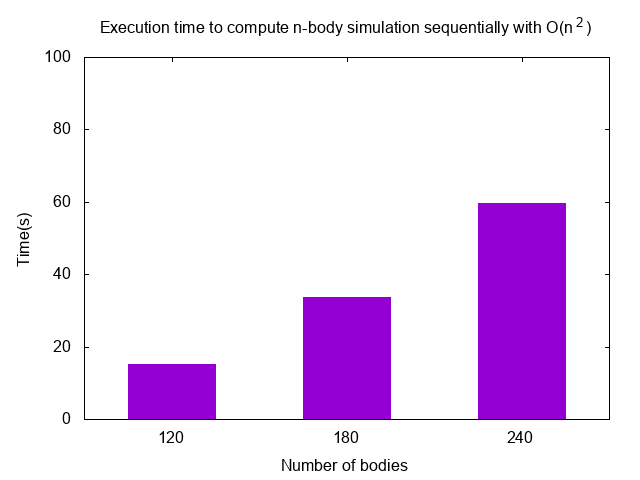 Execution time to compute n-body simulation sequentially with O(n²)
100
80
60
40
20
0
Time(s)
120 180 240
Number of bodies